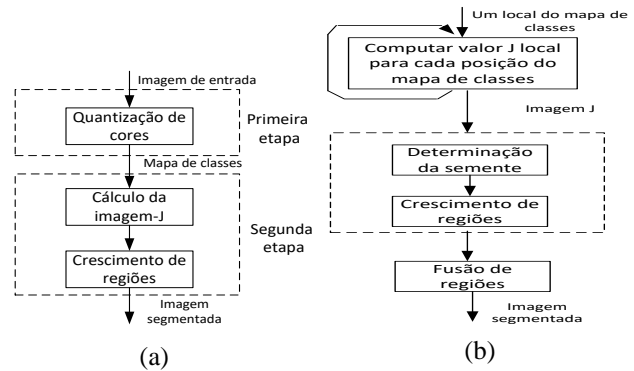 Imagem de entrada
Quantização de
cores
Primeira
etapa
Mapa de classes
Cálculo da
imagem-J
Segunda
etapa
Crescimento de
regiões
Imagem
segmentada
(a)
Um local do mapa de
classes
Computar valor J local
para cada posição do
mapa de classes
Imagem J
Determinação
da semente
Crescimento de
regiões
Fusão de
regiões
Imagem
segmentada
(b)